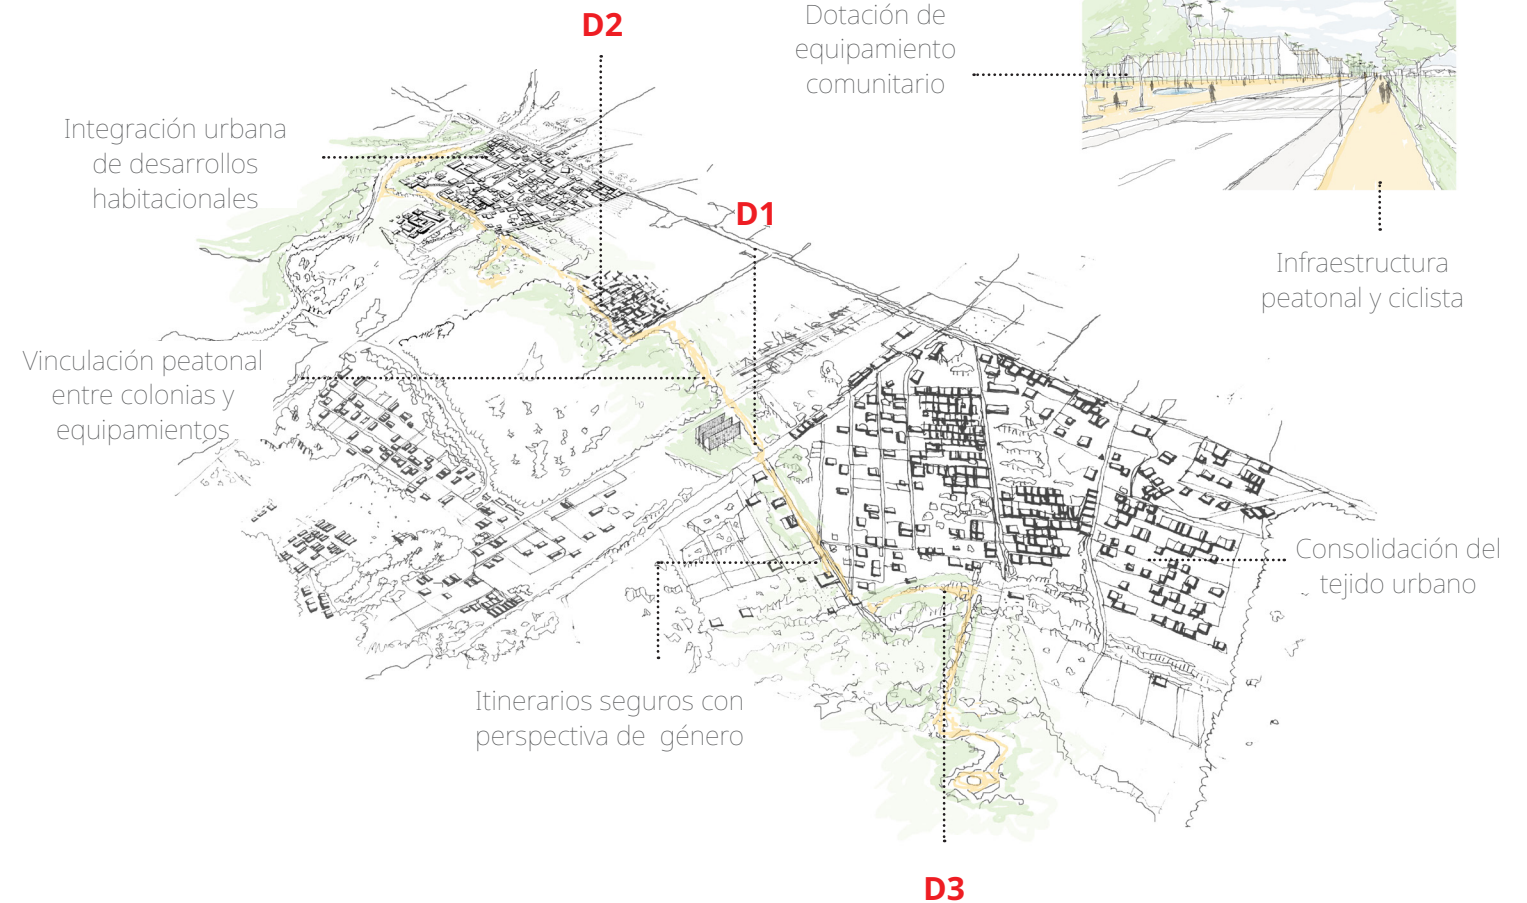 D2
Dotación de
equipamiento
comunitario
Integración urbana
de desarrollos
habitacionales
D1
Infraestructura
peatonal y ciclista
Vinculación peatonal
entre colonias y
equipamientos
Consolidación del
tejido urbano
Itinerarios seguros con
perspectiva de género
D3